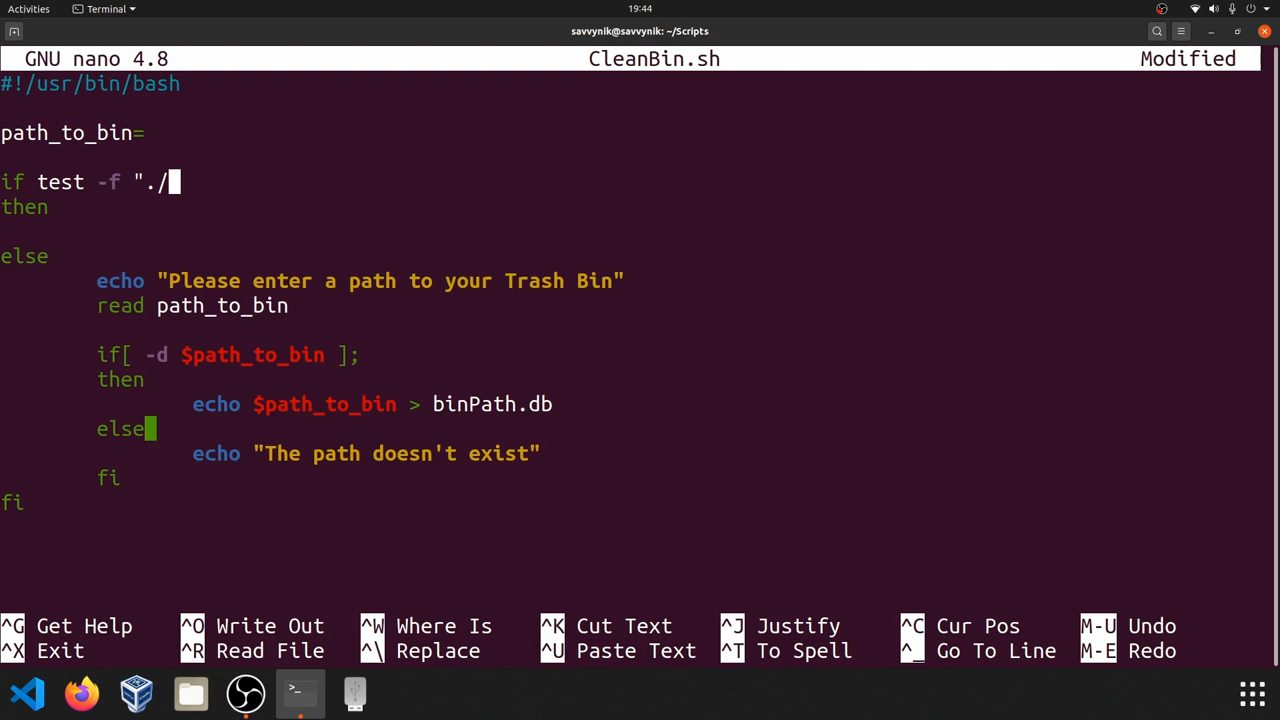 Activities Terminal 19:44
savvynik@savvynik: ~/Scripts
GNU nano 4.8 CleanBin.sh Modified
#!/usr/bin/bash
path_to_bin=
if test -f "./
then
else
echo "Please enter a path to your Trash Bin"
read path_to_bin
if[ -d $path_to_bin ];
then
echo $path_to_bin > binPath.db
else
echo "The path doesn't exist"
fi
fi
^G Get Help ^O Write Out ^W Where Is ^K Cut Text ^J Justify ^C Cur Pos M-U Undo
^X Exit ^R Read File ^\ Replace ^U Paste Text ^T To Spell ^_ Go To Line M-E Redo